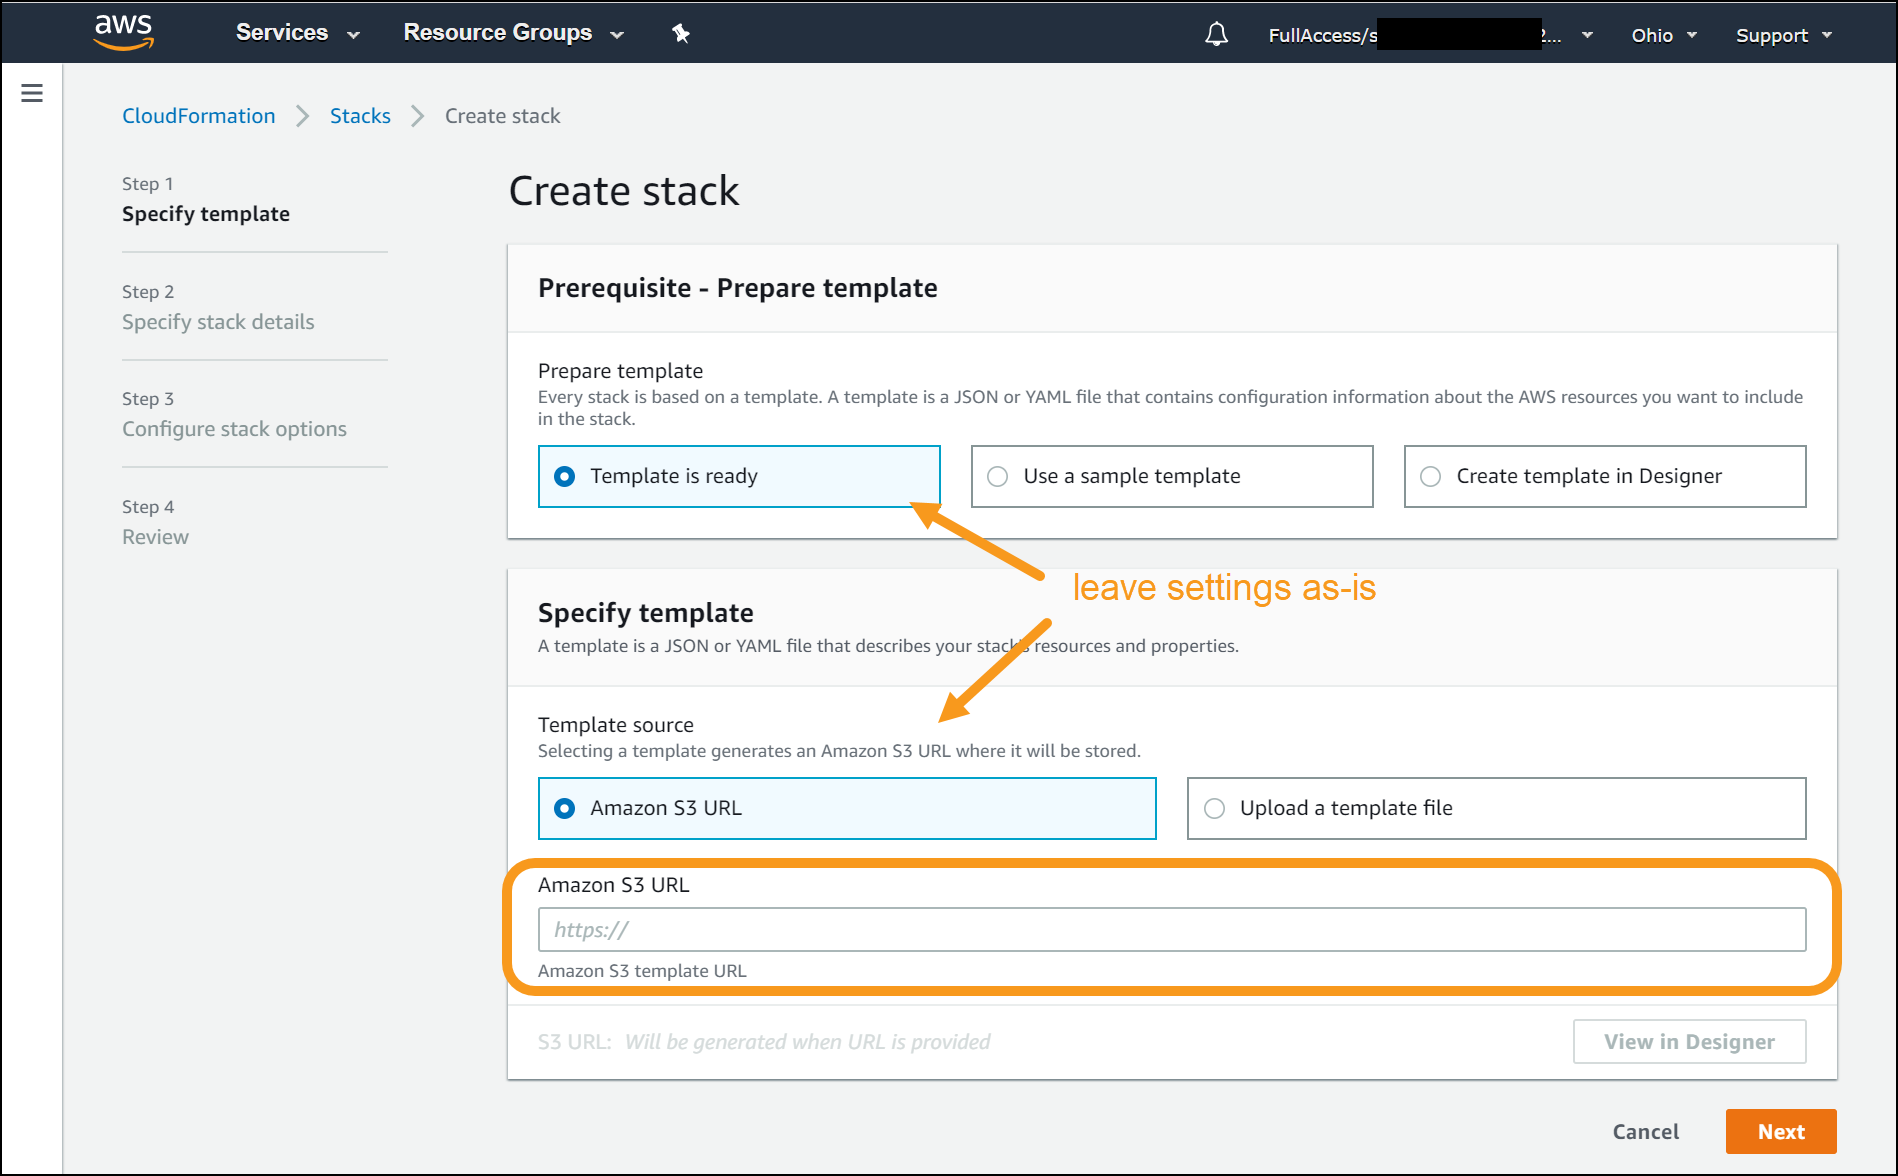 aws Services Resource Groups FullAccess/s 2... Ohio Support
CloudFormation Stacks Create stack
Step 1
Specify template
Step 2
Specify stack details
Step 3
Configure stack options
Step 4
Review
Create stack
Prerequisite - Prepare template
Prepare template
Every stack is based on a template. A template is a JSON or YAML file that contains configuration information about the AWS resources you want to include
in the stack.
Template is ready Use a sample template Create template in Designer
leave settings as-is
Specify template
A template is a JSON or YAML file that describes your stack's resources and properties.
Template source
Selecting a template generates an Amazon S3 URL where it will be stored.
Amazon S3 URL Upload a template file
Amazon S3 URL
https://
Amazon S3 template URL
S3 URL: Will be generated when URL is provided View in Designer
Cancel Next